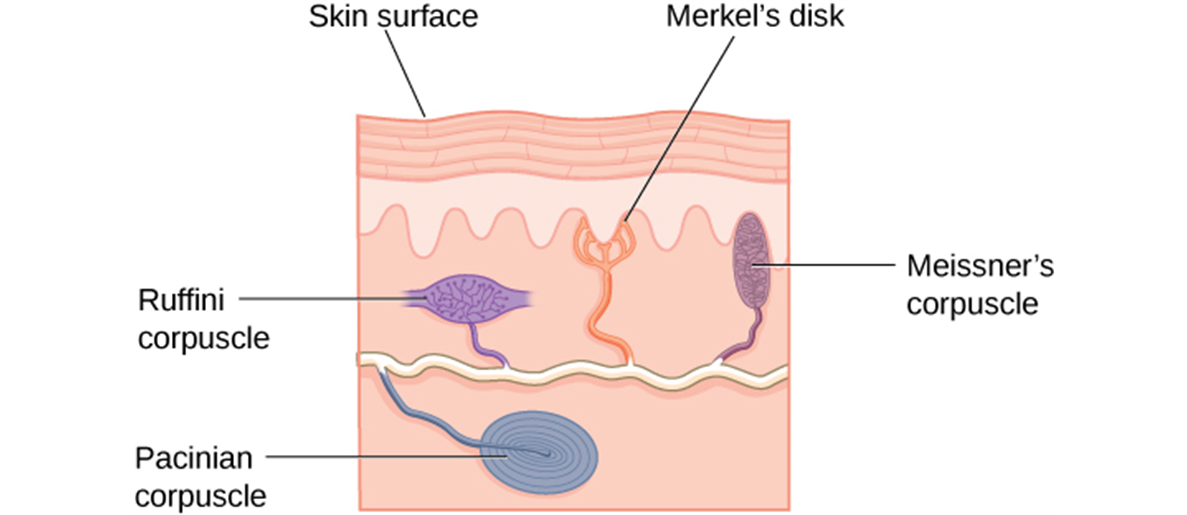 Skin surface
Merkel’s disk
Meissner’s
corpuscle
Ruffini
corpuscle
Pacinian
corpuscle